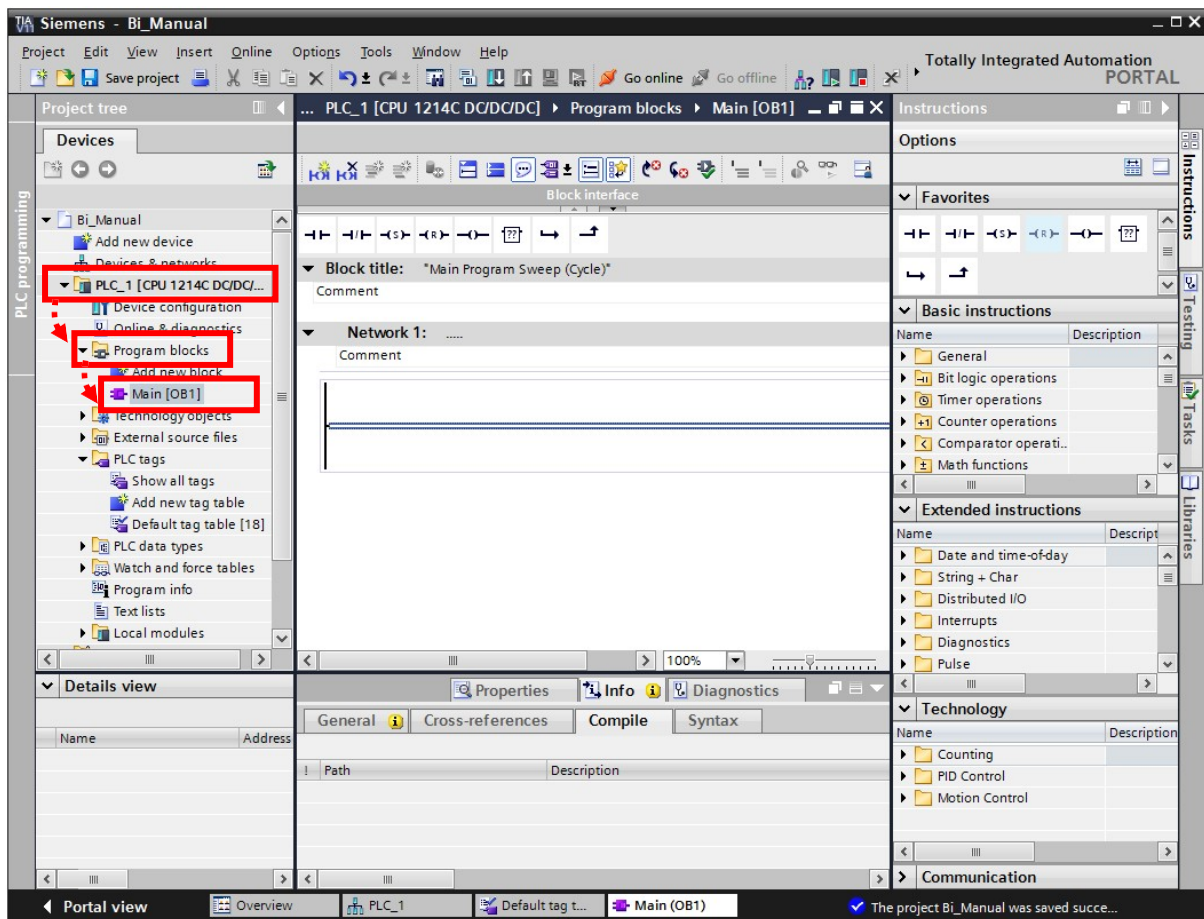 Siemens - Bi_Manual
Project Edit View Insert Online Options Tools Window Help
Save project
Go online
Go offline
Totally Integrated Automation
PORTAL
Project tree
Devices
PLC programming
Bi_Manual
Add new device
Devices & networks
PLC_1 [CPU 1214C DC/DC/...
Device configuration
Online & diagnostics
Program blocks
Add new block
Main [OB1]
Technology objects
External source files
PLC tags
Show all tags
Add new tag table
Default tag table [18]
PLC data types
Watch and force tables
Program info
Text lists
Local modules
Details view
Name Address
... PLC_1 [CPU 1214C DC/DC/DC] Program blocks Main [OB1]
Block interface
Block title: "Main Program Sweep (Cycle)"
Comment
Network 1: .....
Comment
100%
Properties Info Diagnostics
General Cross-references Compile Syntax
! Path Description
Instructions
Options
Favorites
Basic instructions
Name Description
General
Bit logic operations
Timer operations
Counter operations
Comparator operati..
Math functions
Extended instructions
Name Descript
Date and time-of-day
String + Char
Distributed I/O
Interrupts
Diagnostics
Pulse
Technology
Name Description
Counting
PID Control
Motion Control
Communication
Instructions
Testing
Tasks
Libraries
Portal view Overview PLC_1 Default tag t... Main (OB1) The project Bi_Manual was saved succe...